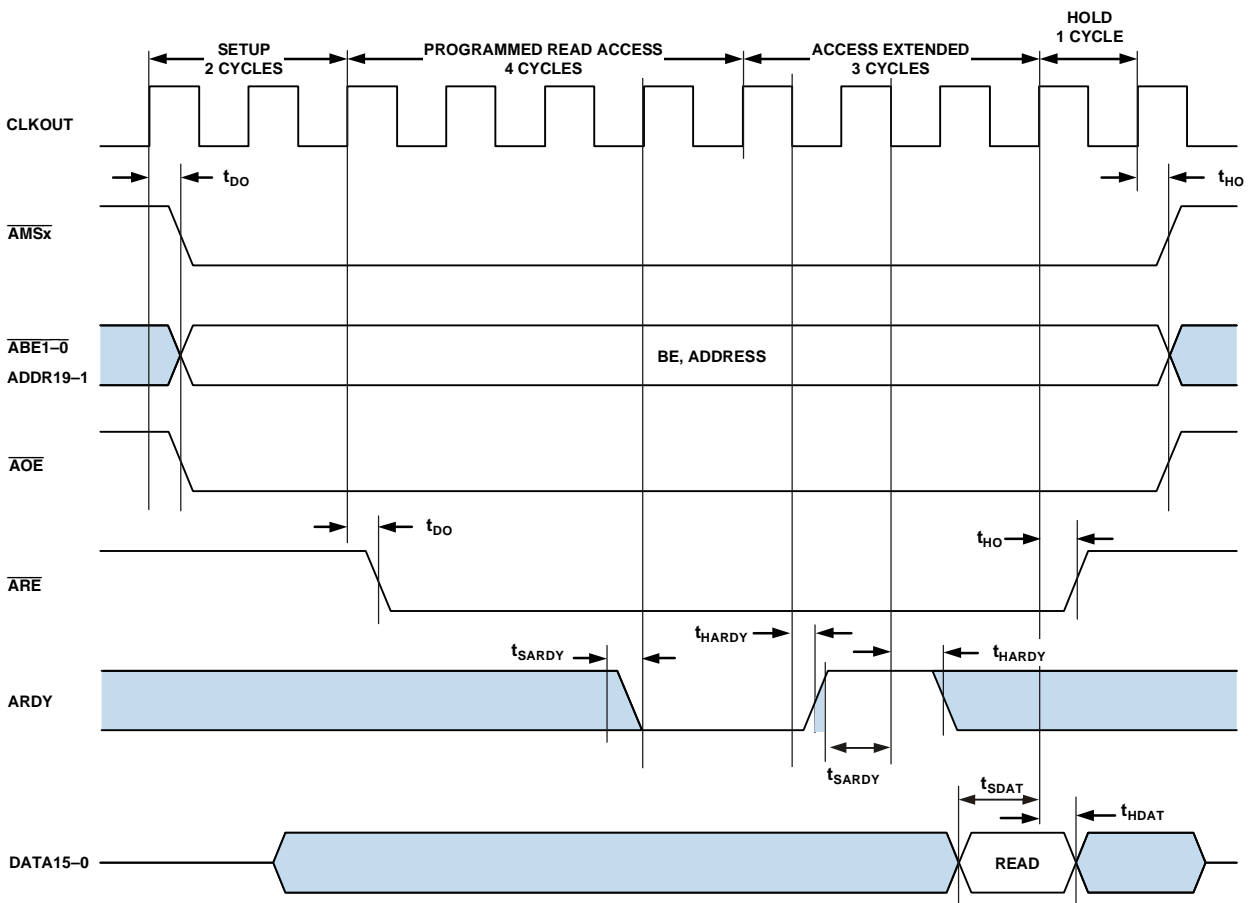 SETUP
2 CYCLES
PROGRAMMED READ ACCESS
4 CYCLES
ACCESS EXTENDED
3 CYCLES
HOLD
1 CYCLE
CLKOUT
tDO
tHO
AMSx
ABE1–0
BE, ADDRESS
ADDR19–1
AOE
tDO
tHO
ARE
tSARDY
tHARDY
tHARDY
ARDY
tSARDY
tSDAT
tHDAT
DATA15–0
READ